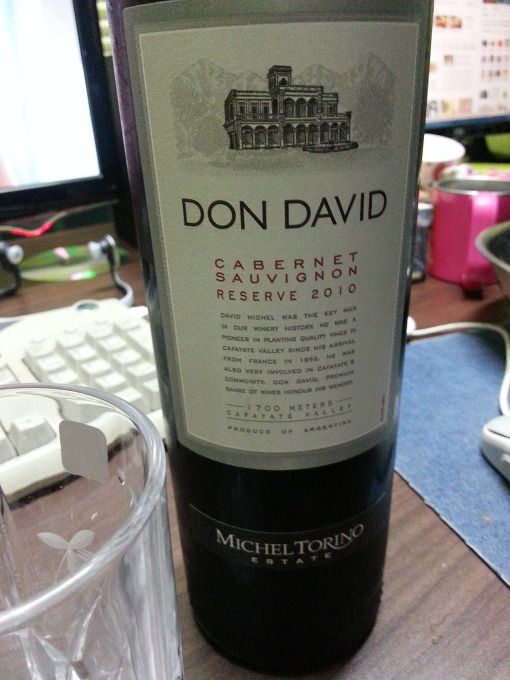 DON DAVID
CABERNET
SAUVIGNON
RESERVE 2010
DAVID MICHEL WAS THE KEY MAN
IN OUR WINERY HISTORY. HE WAS A
PIONEER IN PLANTING QUALITY VINES IN
CAFAYATE VALLEY SINCE HIS ARRIVAL
FROM FRANCE IN 1892. HE WAS
ALSO VERY INVOLVED IN CAFAYATE'S
COMMUNITY. DON DAVID, PREMIUM
RANGE OF WINES HONOURS HIS MEMORY.
1700 METERS
CAFAYATE VALLEY
PRODUCE OF ARGENTINA
MICHEL TORINO
ESTATE